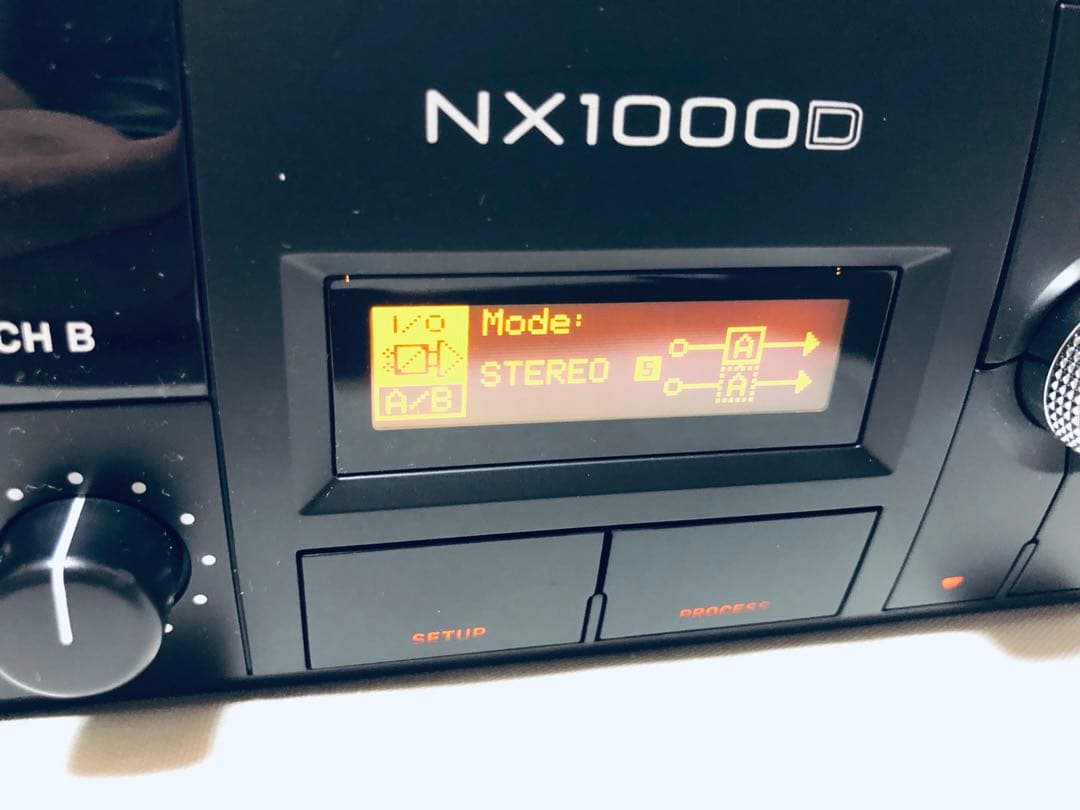 NX1000D
CH B
I/O
A/B
Mode:
STEREO S
A
A
SETUP
PROCESS